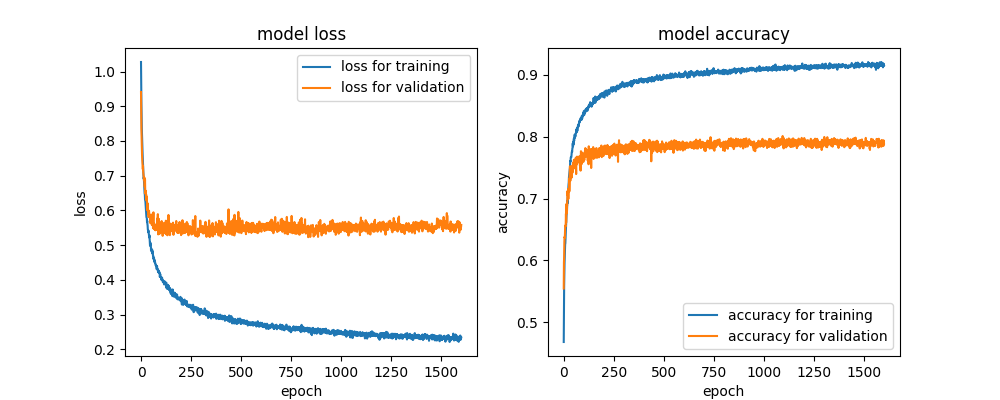 model loss
1.0
0.9
0.8
0.7
0.6
0.5
0.4
0.3
0.2
loss
loss for training
loss for validation
0 250 500 750 1000 1250 1500
epoch
model accuracy
0.9
0.8
0.7
0.6
0.5
accuracy
accuracy for training
accuracy for validation
0 250 500 750 1000 1250 1500
epoch